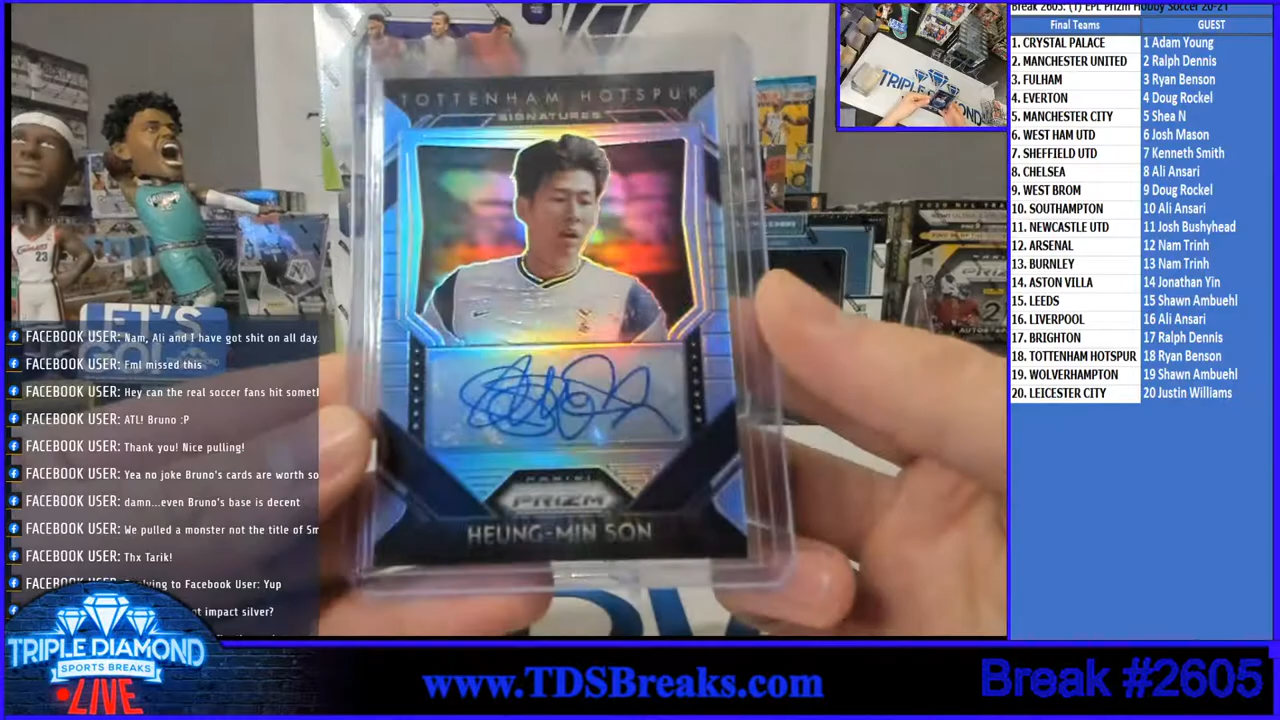 Break 2605: (T) EPL Prizm Hobby Soccer 20-21
Final Teams GUEST
1. CRYSTAL PALACE 1 Adam Young
2. MANCHESTER UNITED 2 Ralph Dennis
3. FULHAM 3 Ryan Benson
4. EVERTON 4 Doug Rockel
5. MANCHESTER CITY 5 Shea N
6. WEST HAM UTD 6 Josh Mason
7. SHEFFIELD UTD 7 Kenneth Smith
8. CHELSEA 8 Ali Ansari
9. WEST BROM 9 Doug Rockel
10. SOUTHAMPTON 10 Ali Ansari
11. NEWCASTLE UTD 11 Josh Bushyhead
12. ARSENAL 12 Nam Trinh
13. BURNLEY 13 Nam Trinh
14. ASTON VILLA 14 Jonathan Yin
15. LEEDS 15 Shawn Ambuehl
16. LIVERPOOL 16 Ali Ansari
17. BRIGHTON 17 Ralph Dennis
18. TOTTENHAM HOTSPUR 18 Ryan Benson
19. WOLVERHAMPTON 19 Shawn Ambuehl
20. LEICESTER CITY 20 Justin Williams
TOTTENHAM HOTSPUR
SIGNATURES
PANINI
PRIZM
HEUNG-MIN SON
CLEVELAND
23
LET'S
TRIPLE DIAMOND
FACEBOOK USER: Nam, Ali and I have got shit on all day.
FACEBOOK USER: Fml missed this
FACEBOOK USER: Hey can the real soccer fans hit somet
FACEBOOK USER: ATL! Bruno :P
FACEBOOK USER: Thank you! Nice pulling!
FACEBOOK USER: Yea no joke Bruno's cards are worth so
FACEBOOK USER: damn...even Bruno's base is decent
FACEBOOK USER: We pulled a monster not the title of Sm
FACEBOOK USER: Thx Tarik!
FACEBOOK User: Yup
impact silver?
TRIPLE DIAMOND
SPORTS BREAKS
LIVE
www.TDSBreaks.com
Break #2605